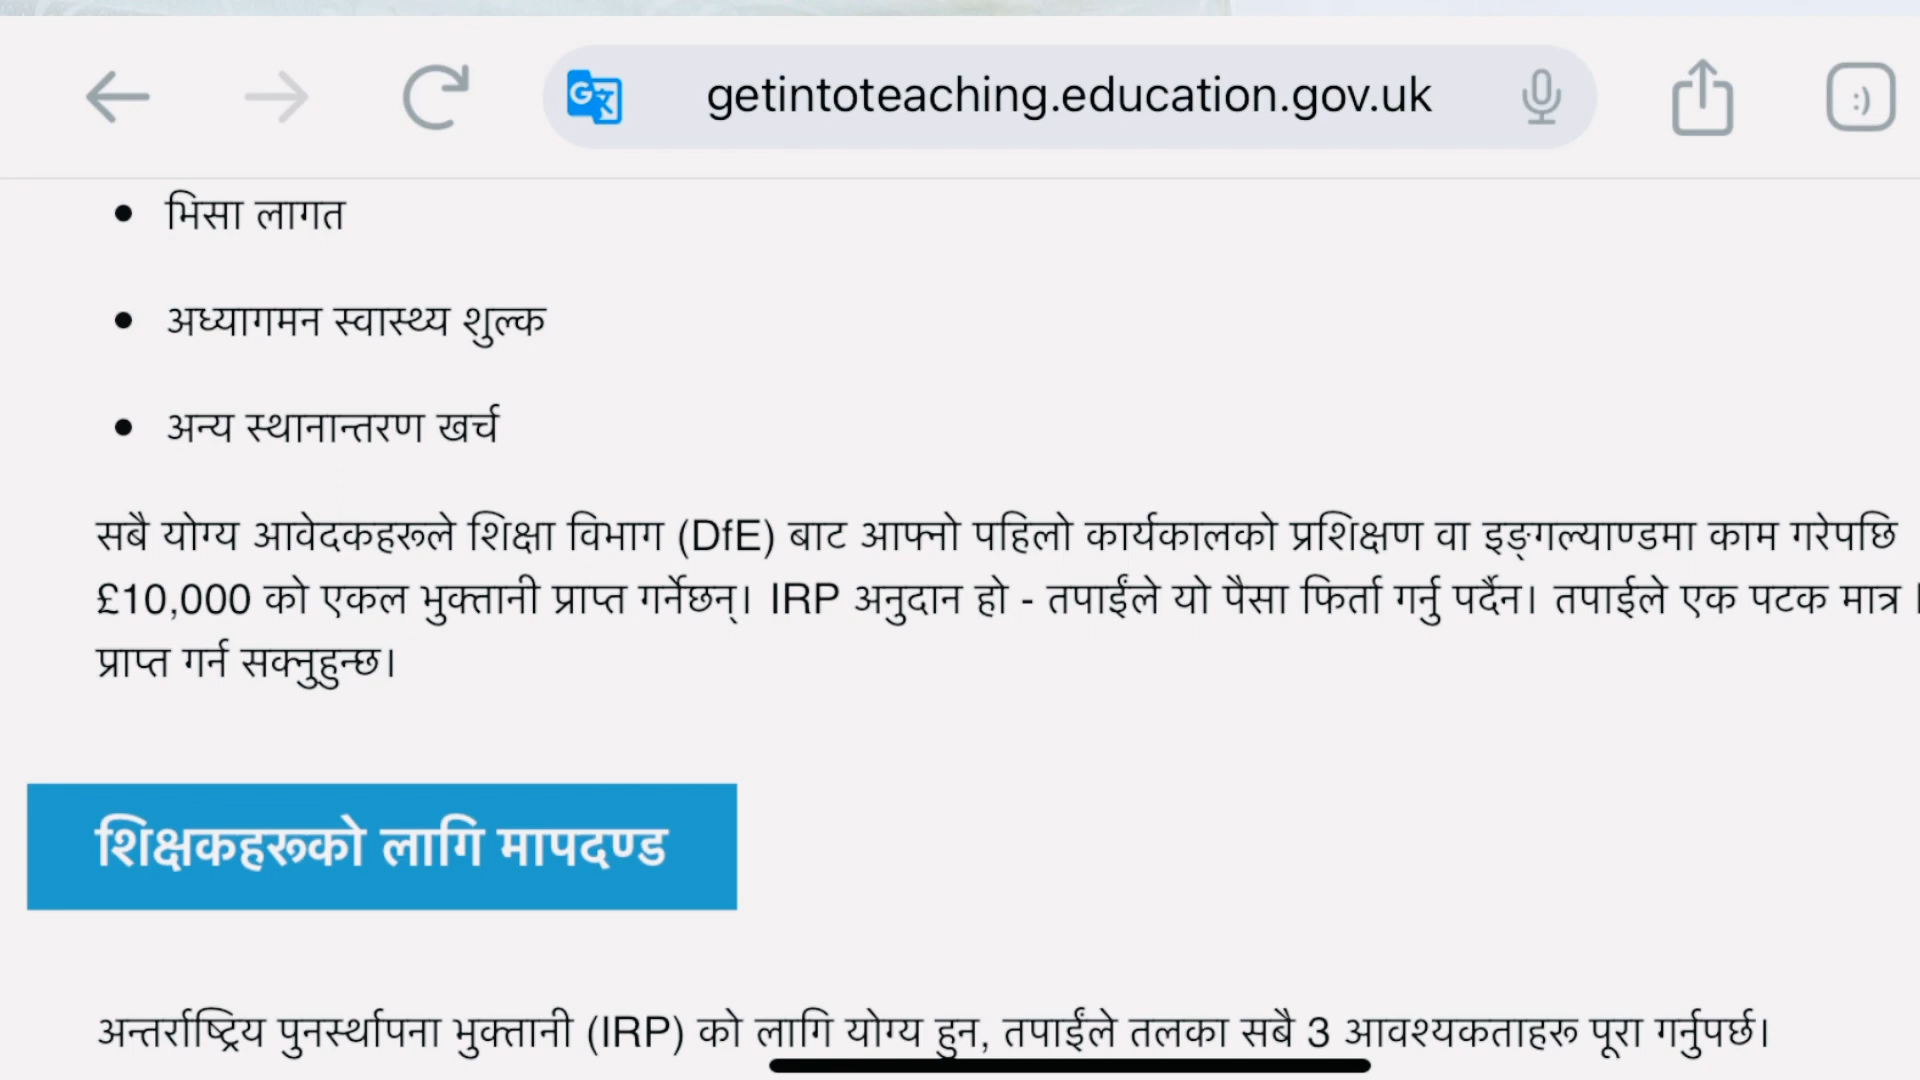 getintoteaching.education.gov.uk
:)
भिसा लागत
अध्यागमन स्वास्थ्य शुल्क
अन्य स्थानान्तरण खर्च
सबै योग्य आवेदकहरूले शिक्षा विभाग (DfE) बाट आफ्नो पहिलो कार्यकालको प्रशिक्षण वा इङ्गल्याण्डमा काम गरेपछि
£10,000 को एकल भुक्तानी प्राप्त गर्नेछन्। IRP अनुदान हो - तपाईंले यो पैसा फिर्ता गर्नु पर्दैन। तपाईले एक पटक मात्र
प्राप्त गर्न सक्नुहुन्छ।
शिक्षकहरूको लागि मापदण्ड
अन्तर्राष्ट्रिय पुनर्स्थापना भुक्तानी (IRP) को लागि योग्य हुन, तपाईंले तलका सबै 3 आवश्यकताहरू पूरा गर्नुपर्छ।